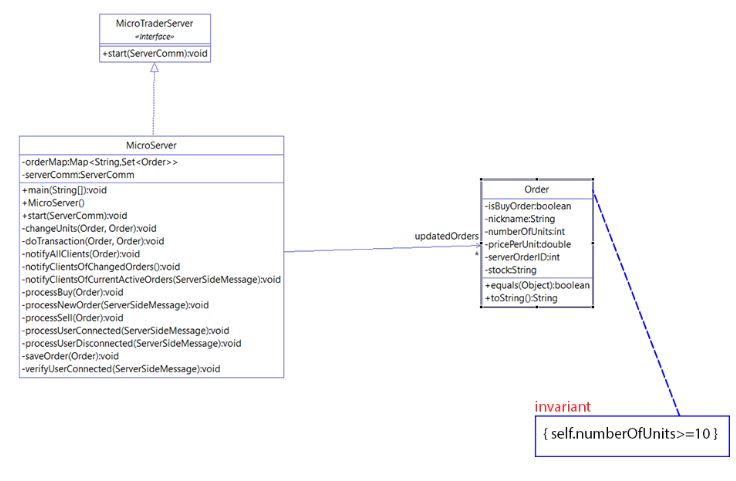 MicroTraderServer
«interface»
+start(ServerComm):void
MicroServer
-orderMap:Map<String,Set<Order>>
-serverComm:ServerComm
+main(String[]):void
+MicroServer()
+start(ServerComm):void
-changeUnits(Order, Order):void
-doTransaction(Order, Order):void
-notifyAllClients(Order):void
-notifyClientsOfChangedOrders():void
-notifyClientsOfCurrentActiveOrders(ServerSideMessage):void
-processBuy(Order):void
-processNewOrder(ServerSideMessage):void
-processSell(Order):void
-processUserConnected(ServerSideMessage):void
-processUserDisconnected(ServerSideMessage):void
-saveOrder(Order):void
-verifyUserConnected(ServerSideMessage):void
updatedOrders
*
Order
-isBuyOrder:boolean
-nickname:String
-numberOfUnits:int
-pricePerUnit:double
-serverOrderID:int
-stock:String
+equals(Object):boolean
+toString():String
invariant
{ self.numberOfUnits>=10 }